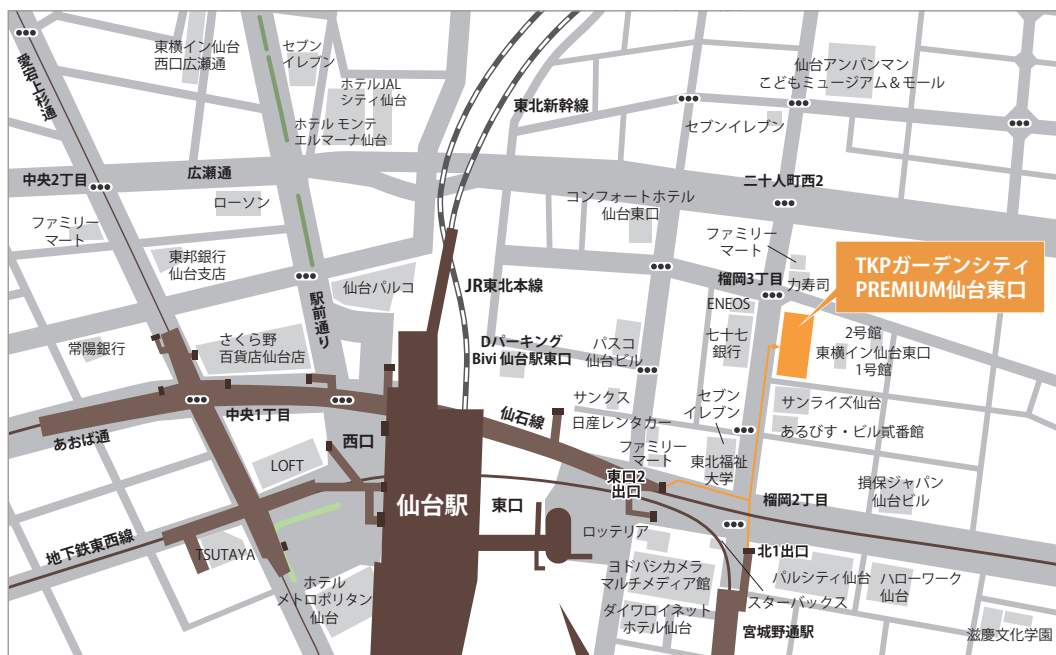 愛宕上杉通
東横イン仙台
西口広瀬通
セブン
イレブン
ホテルJAL
シティ仙台
ホテル モンテ
エルマーナ仙台
東北新幹線
仙台アンパンマン
こどもミュージアム&モール
セブンイレブン
中央2丁目
広瀬通
二十人町西2
ローソン
コンフォートホテル
仙台東口
ファミリー
マート
東邦銀行
仙台支店
ファミリー
マート
TKPガーデンシティ
PREMIUM仙台東口
仙台パルコ
JR東北本線
榴岡3丁目
力寿司
ENEOS
駅前通り
常陽銀行
さくら野
百貨店仙台店
Dパーキング
Bivi 仙台駅東口
パスコ
仙台ビル
七十七
銀行
2号館
東横イン仙台東口
1号館
サンクス
セブン
イレブン
サンライズ仙台
あるびす・ビル貳番館
中央1丁目
あおば通
西口
仙石線
日産レンタカー
ファミリー
マート
東北福祉
大学
LOFT
東口2
出口
損保ジャパン
仙台ビル
榴岡2丁目
仙台駅
東口
ロッテリア
地下鉄東西線
TSUTAYA
北1出口
ホテル
メトロポリタン
仙台
ヨドバシカメラ
マルチメディア館
パルシティ仙台
ハローワーク
仙台
スターバックス
ダイワロイネット
ホテル仙台
宮城野通駅
滋慶文化学園